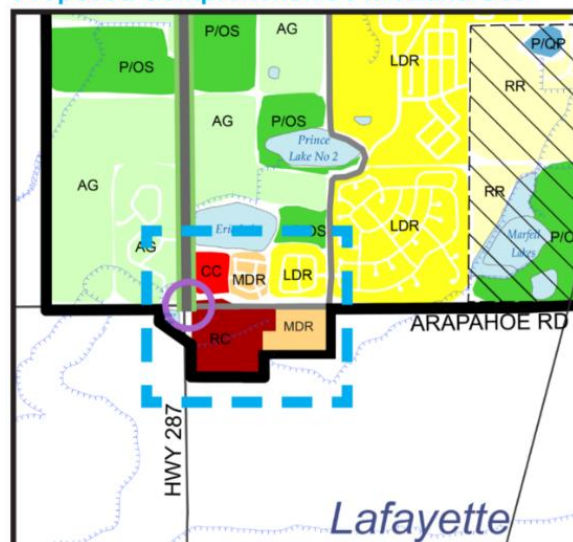 P/OS
P/OS
AG
LDR
P/QP
RR
AG
P/OS
Prince
Lake No 2
AG
RR
LDR
AG
P/OS
Marfell
Lakes
CC
MDR
LDR
RC
MDR
ARAPAHOE RD
HWY 287
Lafayette